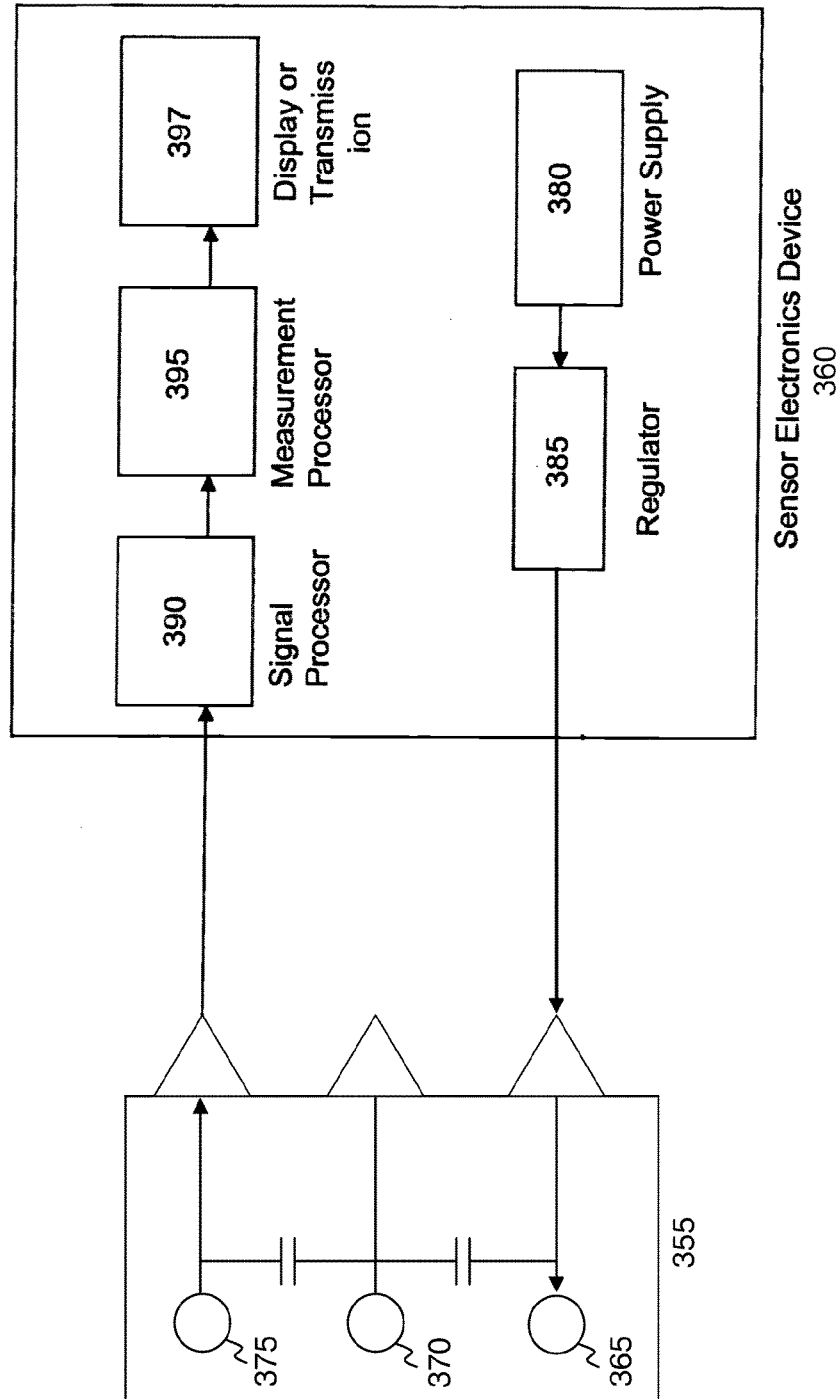 375
370
365
355
390
Signal
Processor
395
Measurement
Processor
397
Display or
Transmiss
ion
385
Regulator
380
Power Supply
Sensor Electronics Device
360